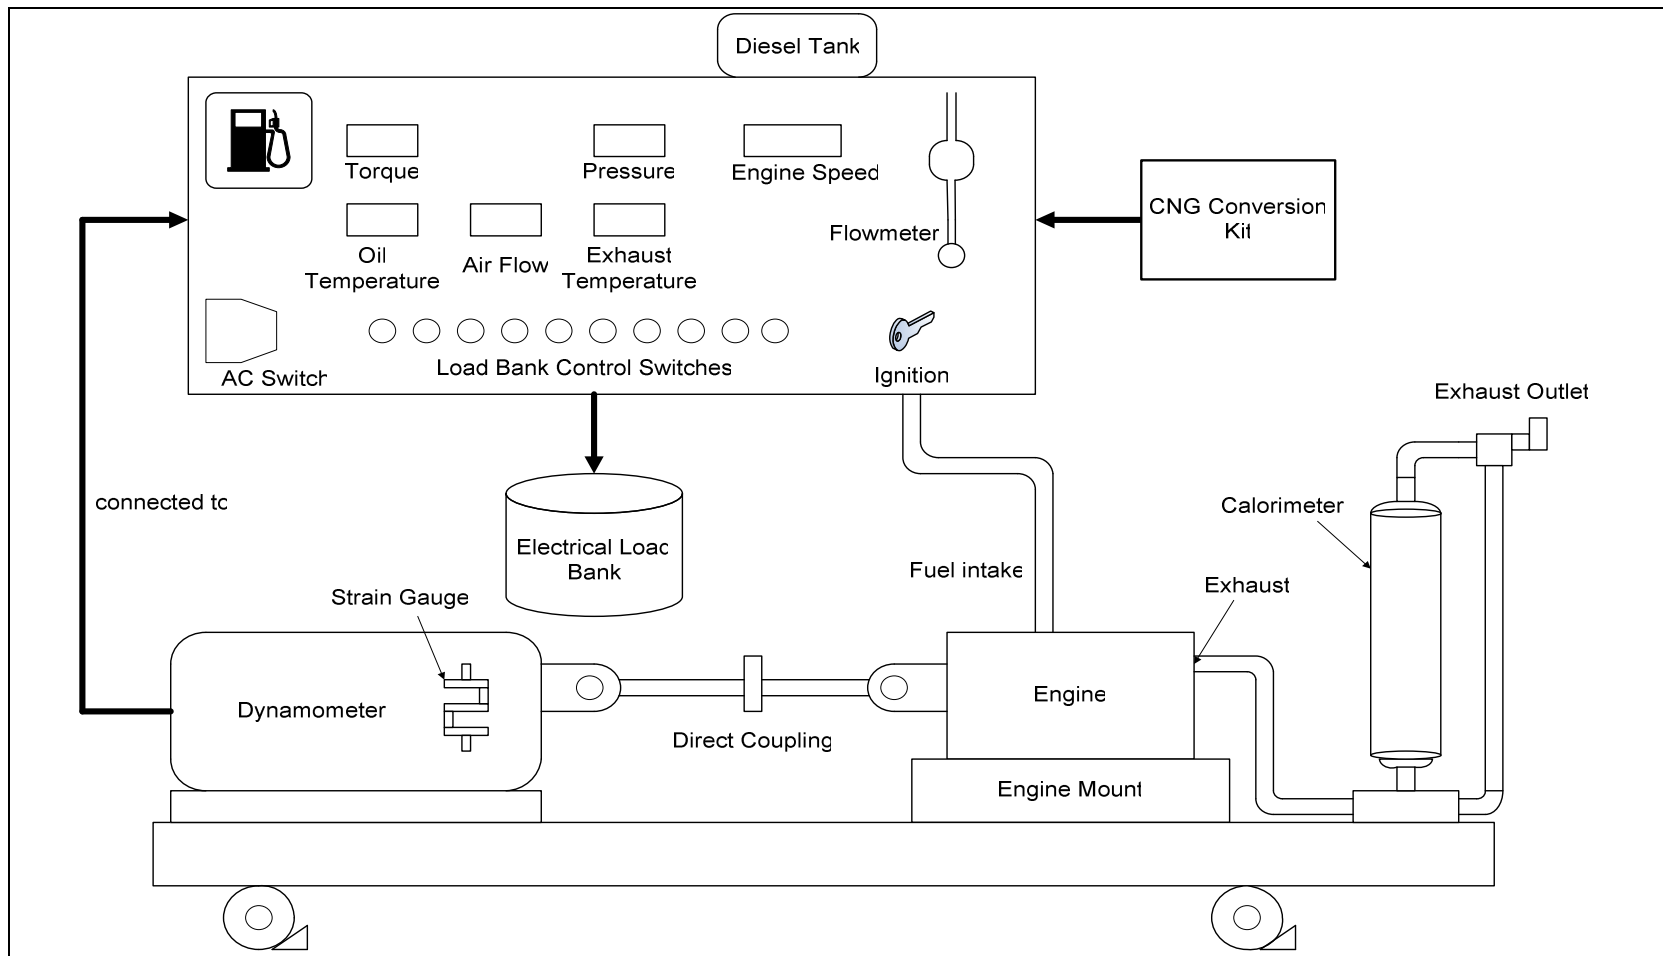 Diesel Tank
Torque
Pressure
Engine Speed
Oil
Temperature
Air Flow
Exhaust
Temperature
Flowmeter
CNG Conversion
Kit
AC Switch
Load Bank Control Switches
Ignition
Exhaust Outlet
connected to
Calorimeter
Electrical Load
Bank
Fuel intake
Exhaust
Strain Gauge
Dynamometer
Engine
Direct Coupling
Engine Mount